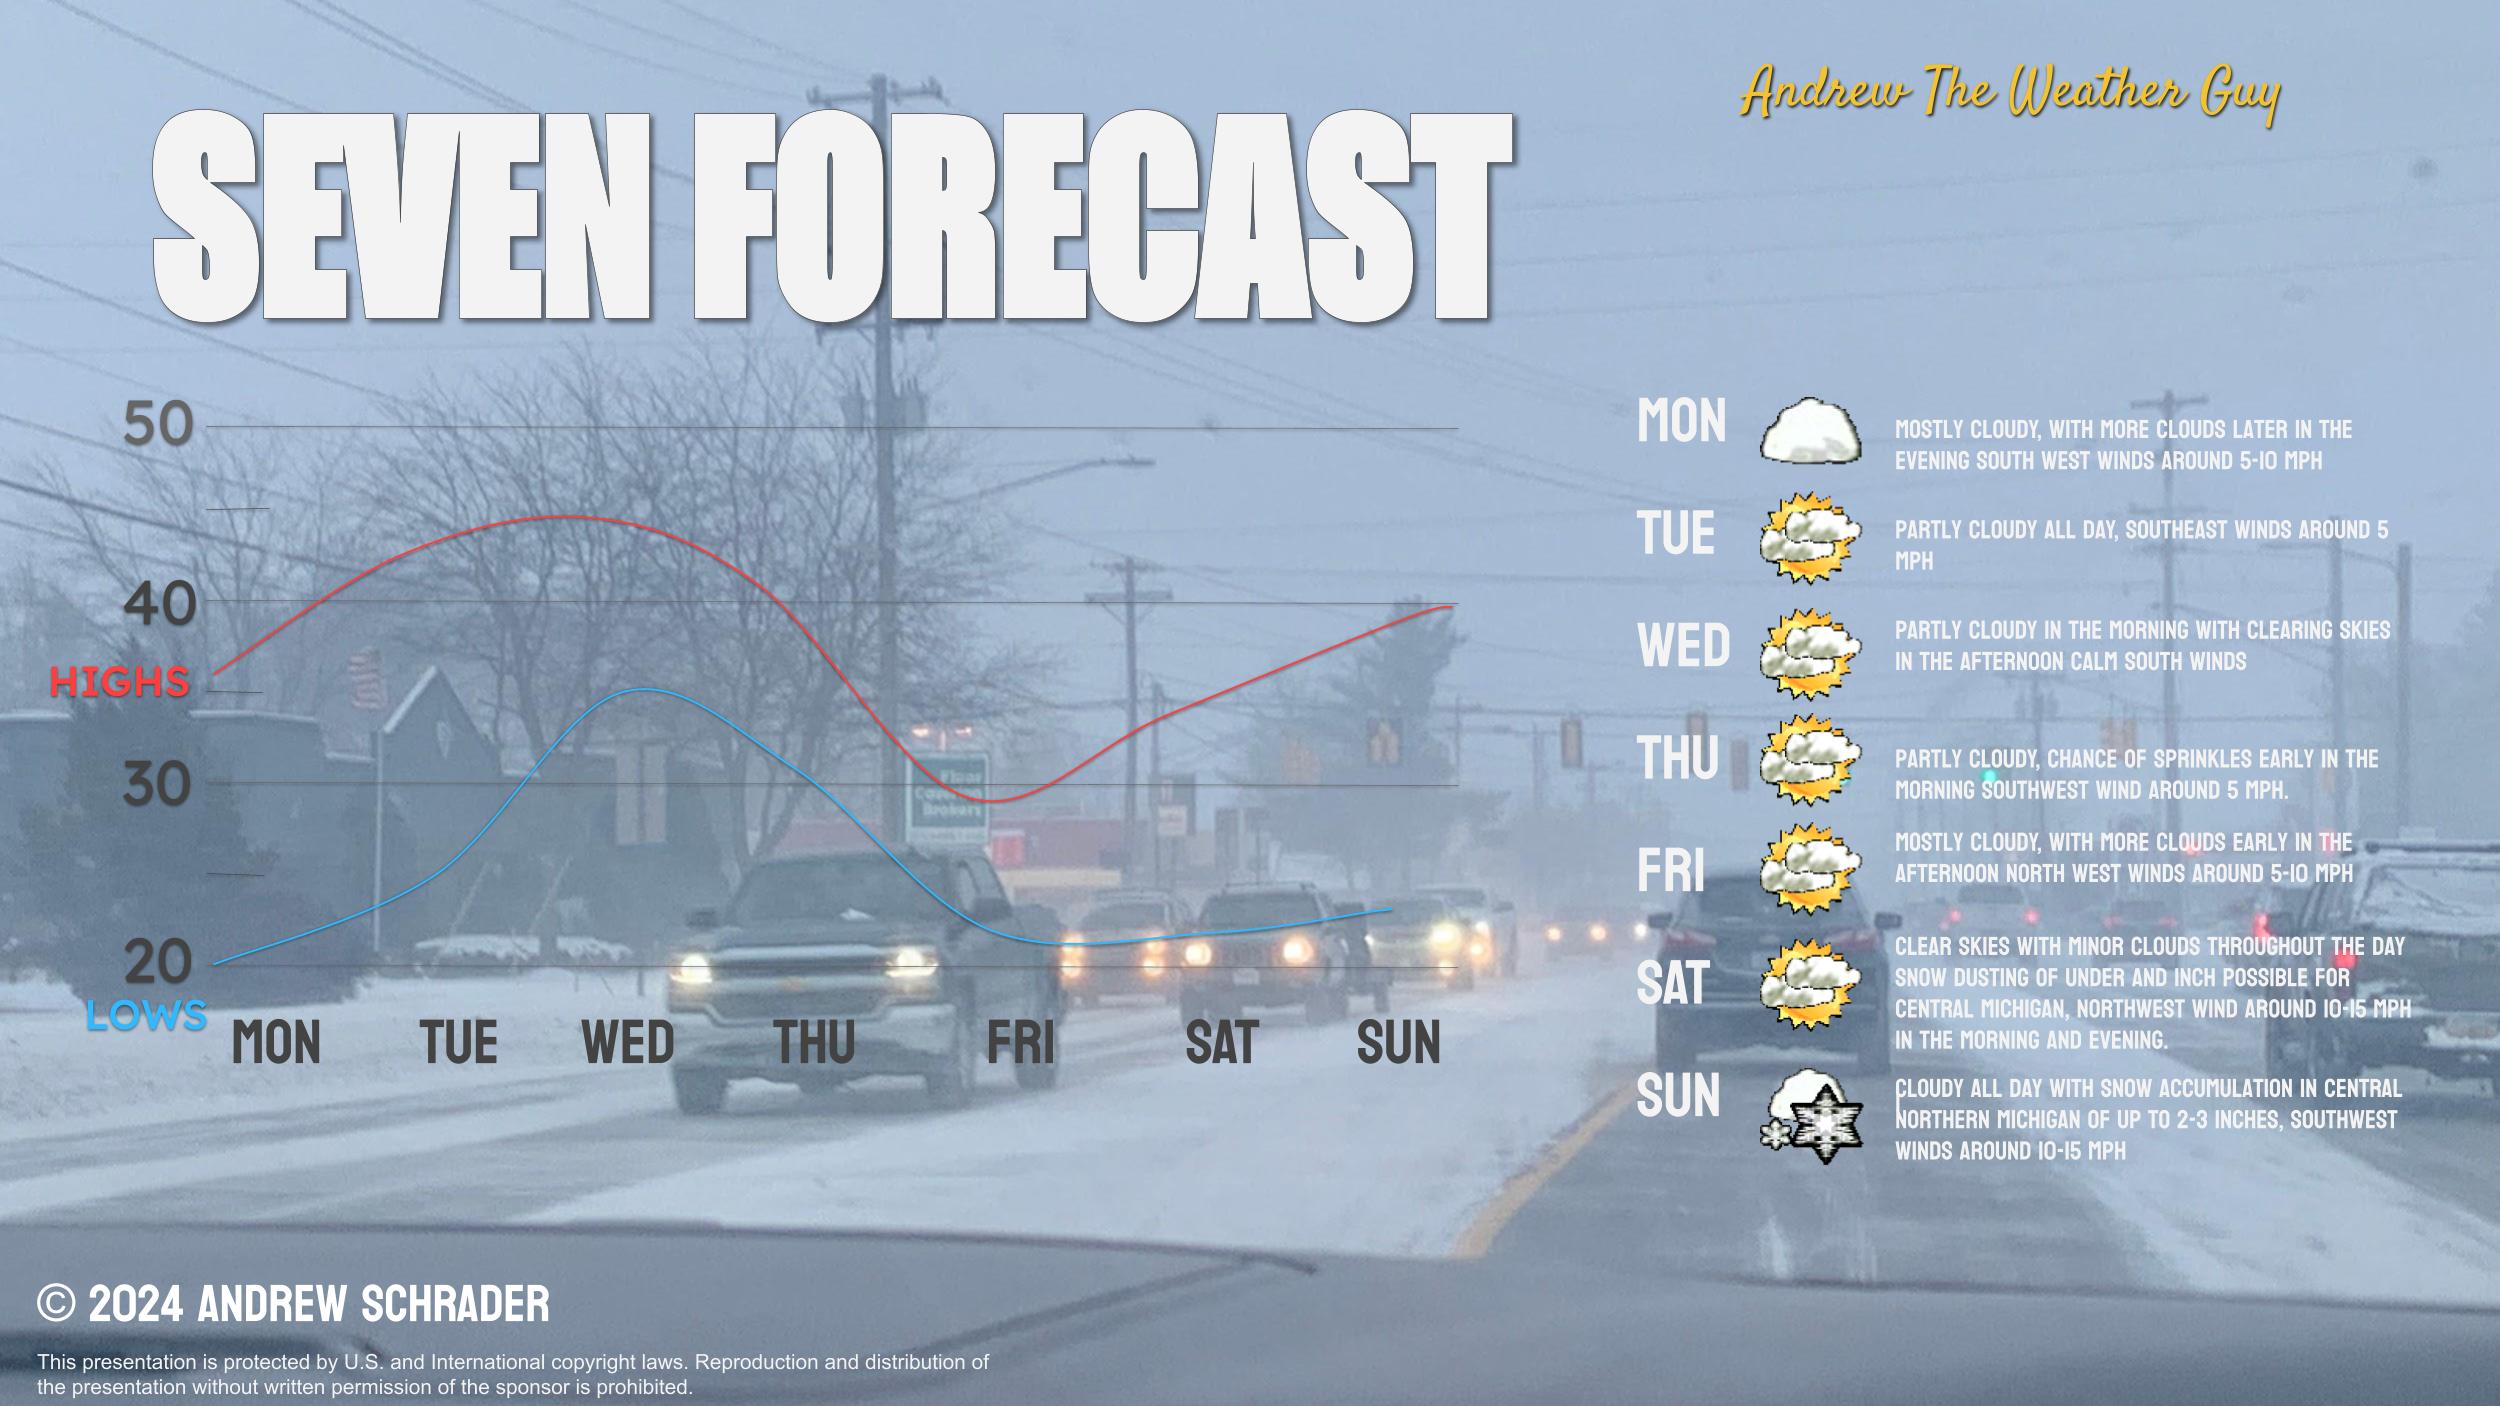 Andrew The Weather Guy
SEVEN FORECAST
50
40
HIGHS
30
20
LOWS
MON TUE WED THU FRI SAT SUN
MON
MOSTLY CLOUDY, WITH MORE CLOUDS LATER IN THE
EVENING SOUTH WEST WINDS AROUND 5-10 MPH
TUE
PARTLY CLOUDY ALL DAY, SOUTHEAST WINDS AROUND 5
MPH
WED
PARTLY CLOUDY IN THE MORNING WITH CLEARING SKIES
IN THE AFTERNOON CALM SOUTH WINDS
THU
PARTLY CLOUDY, CHANCE OF SPRINKLES EARLY IN THE
MORNING SOUTHWEST WIND AROUND 5 MPH.
FRI
MOSTLY CLOUDY, WITH MORE CLOUDS EARLY IN THE
AFTERNOON NORTH WEST WINDS AROUND 5-10 MPH
SAT
CLEAR SKIES WITH MINOR CLOUDS THROUGHOUT THE DAY
SNOW DUSTING OF UNDER AND INCH POSSIBLE FOR
CENTRAL MICHIGAN, NORTHWEST WIND AROUND 10-15 MPH
IN THE MORNING AND EVENING.
SUN
CLOUDY ALL DAY WITH SNOW ACCUMULATION IN CENTRAL
NORTHERN MICHIGAN OF UP TO 2-3 INCHES, SOUTHWEST
WINDS AROUND 10-15 MPH
Floor
Brokers
© 2024 ANDREW SCHRADER
This presentation is protected by U.S. and International copyright laws. Reproduction and distribution of
the presentation without written permission of the sponsor is prohibited.